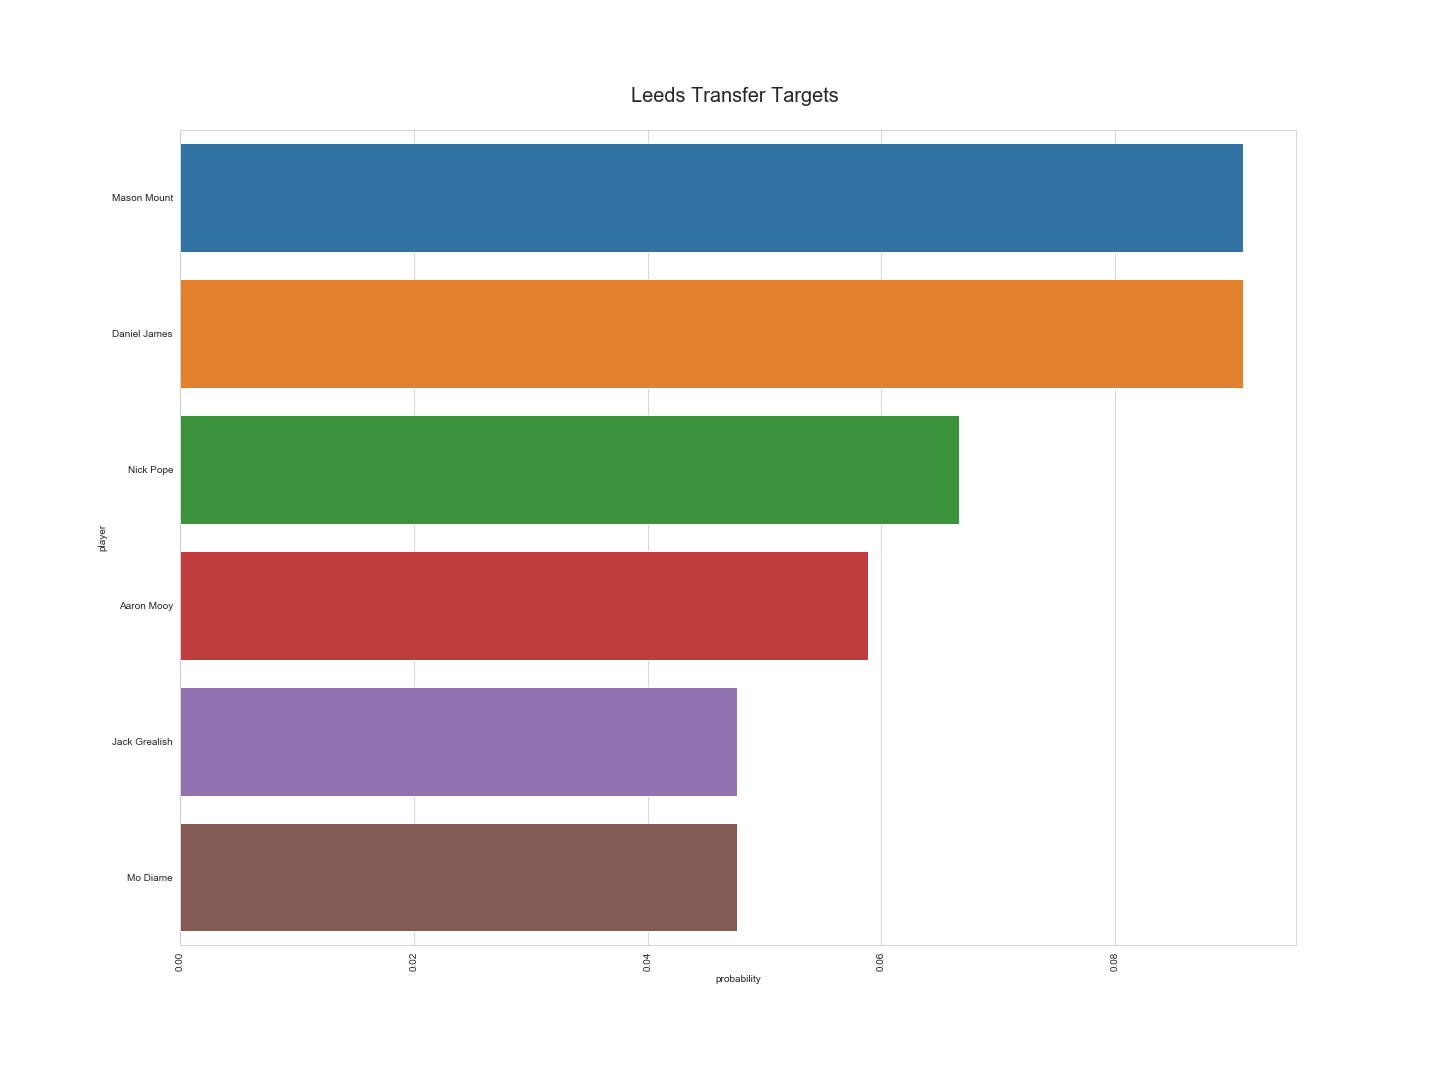 Leeds Transfer Targets
Mason Mount
Daniel James
Nick Pope
Aaron Mooy
Jack Grealish
Mo Diame
player
0.00
0.02
0.04
0.06
0.08
probability